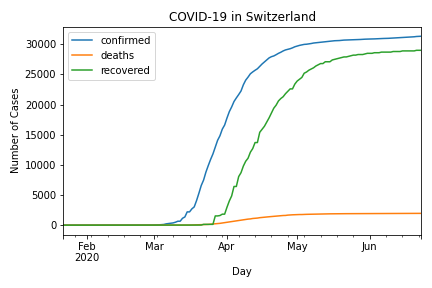 COVID-19 in Switzerland
confirmed
deaths
recovered
Number of Cases
30000
25000
20000
15000
10000
5000
0
Feb Mar Apr May Jun
2020
Day